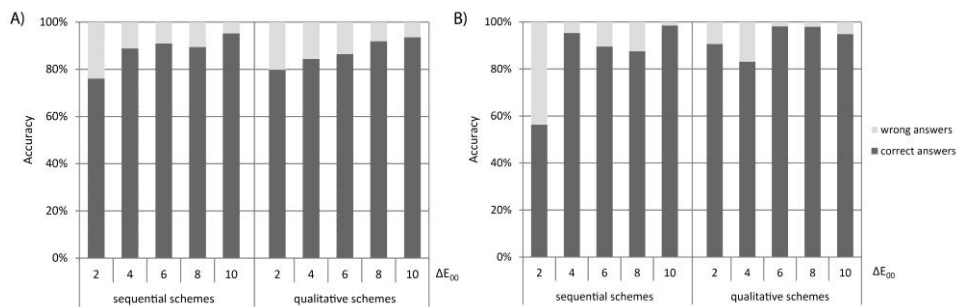 A)
Accuracy
100%
80%
60%
40%
20%
0%
2 4 6 8 10 2 4 6 8 10 ΔE₀₀
sequential schemes qualitative schemes
B)
Accuracy
100%
80%
60%
40%
20%
0%
2 4 6 8 10 2 4 6 8 10 ΔE₀₀
sequential schemes qualitative schemes
wrong answers
correct answers